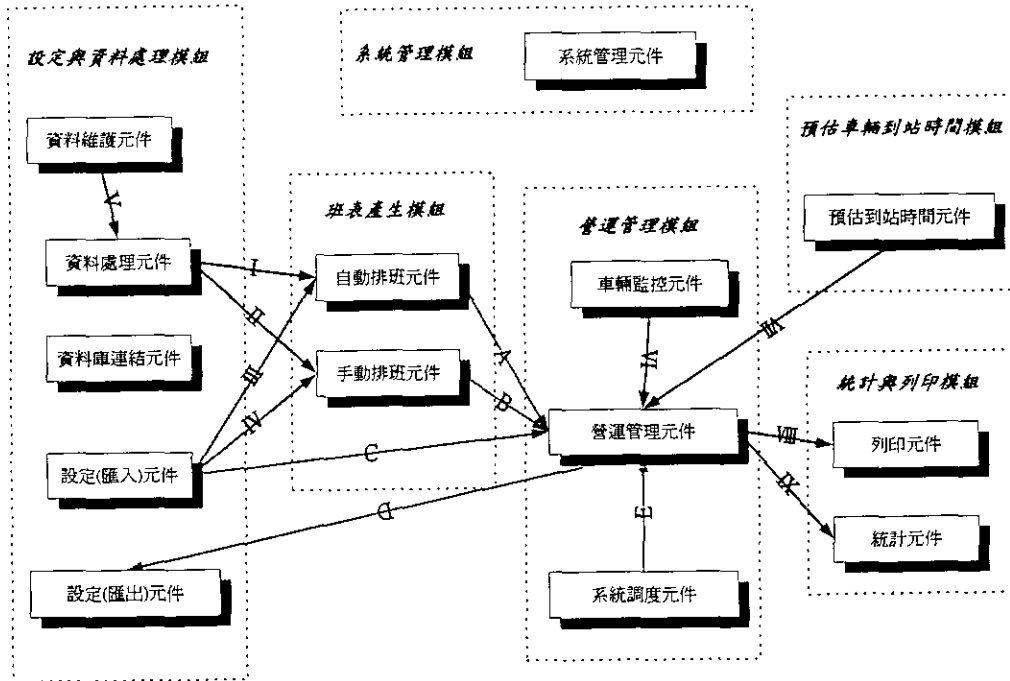 設定與資料處理模組
資料維護元件
V
資料處理元件
資料庫連結元件
設定(匯入)元件
設定(匯出)元件
系統管理模組
系統管理元件
班表產生模組
I
II
III
IV
自動排班元件
手動排班元件
A
B
C
D
營運管理模組
車輛監控元件
VI
營運管理元件
E
系統調度元件
預估車輛到站時間模組
預估到站時間元件
VII
統計與列印模組
VIII
列印元件
IX
統計元件